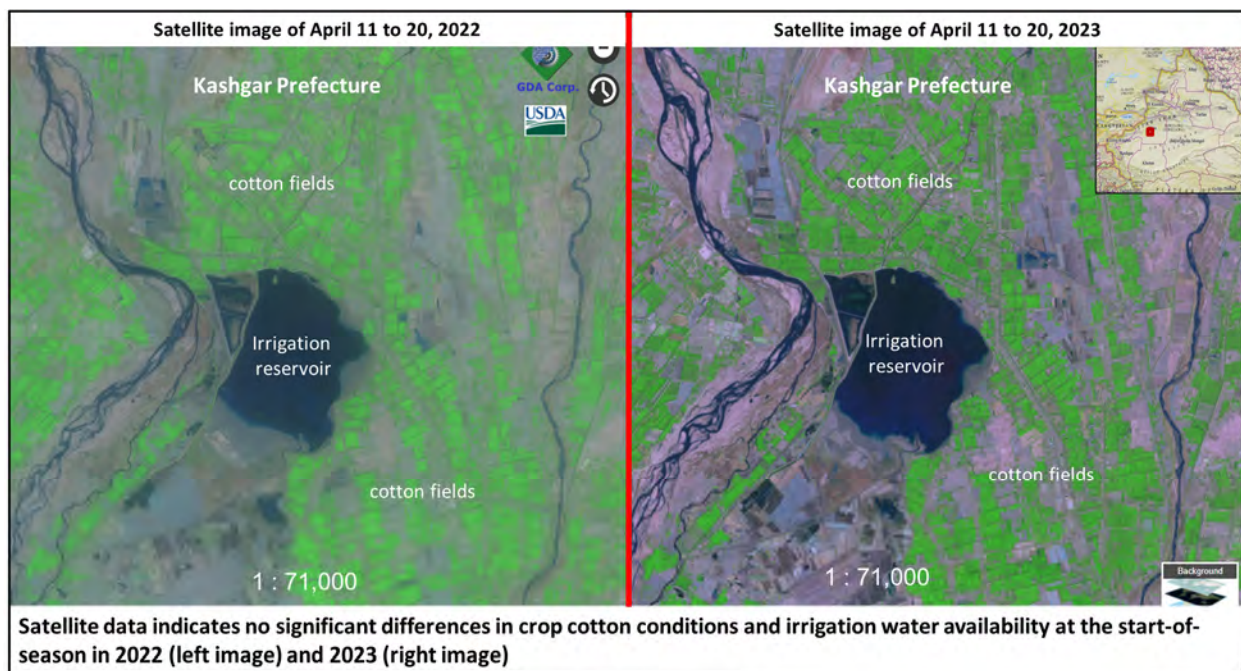 Satellite image of April 11 to 20, 2022
Satellite image of April 11 to 20, 2023
Kashgar Prefecture
GDA Corp.
USDA
cotton fields
Irrigation
reservoir
cotton fields
1 : 71,000
Kashgar Prefecture
cotton fields
Irrigation
reservoir
cotton fields
1 : 71,000
Background
Satellite data indicates no significant differences in crop cotton conditions and irrigation water availability at the start-of-
season in 2022 (left image) and 2023 (right image)